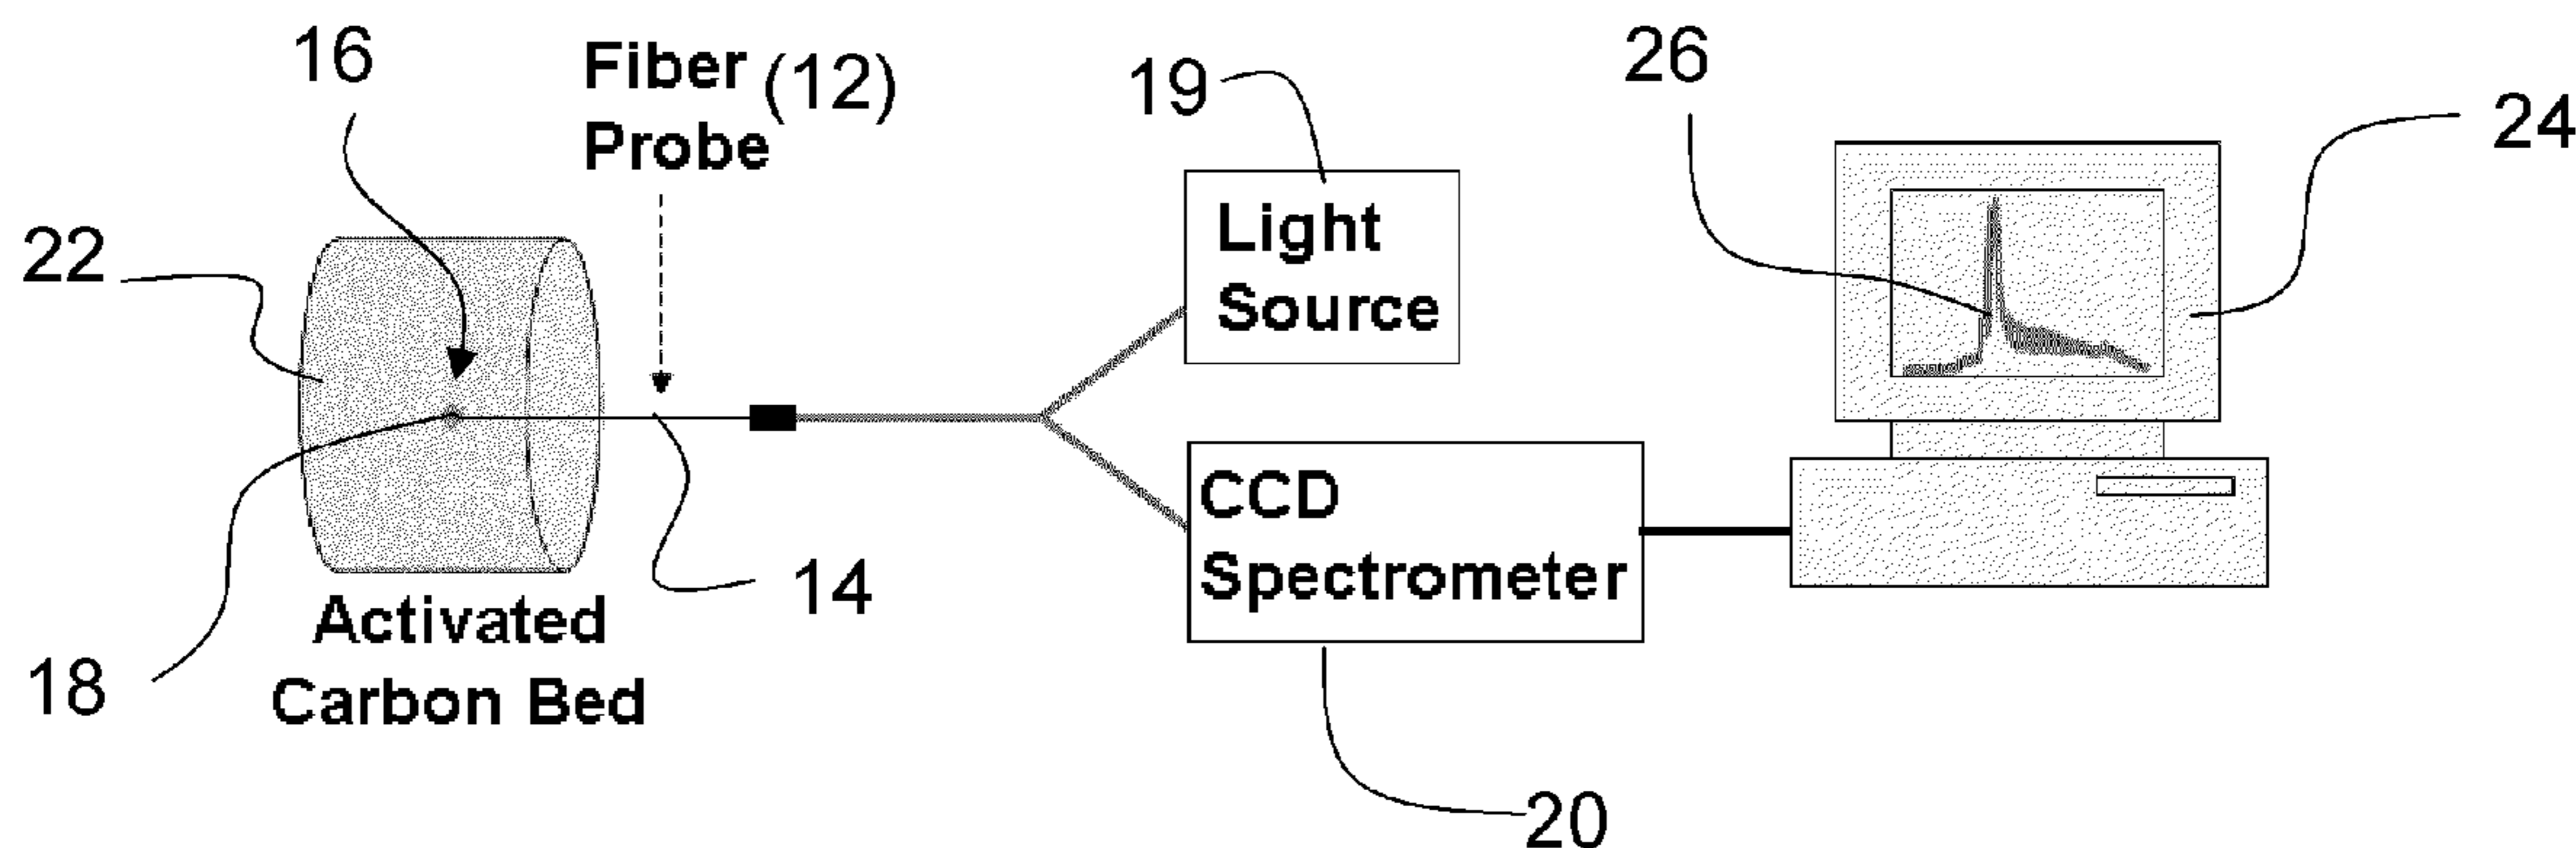 16
Fiber (12)
Probe
19
26
24
22
Light
Source
CCD
Spectrometer
14
Activated
Carbon Bed
18
20